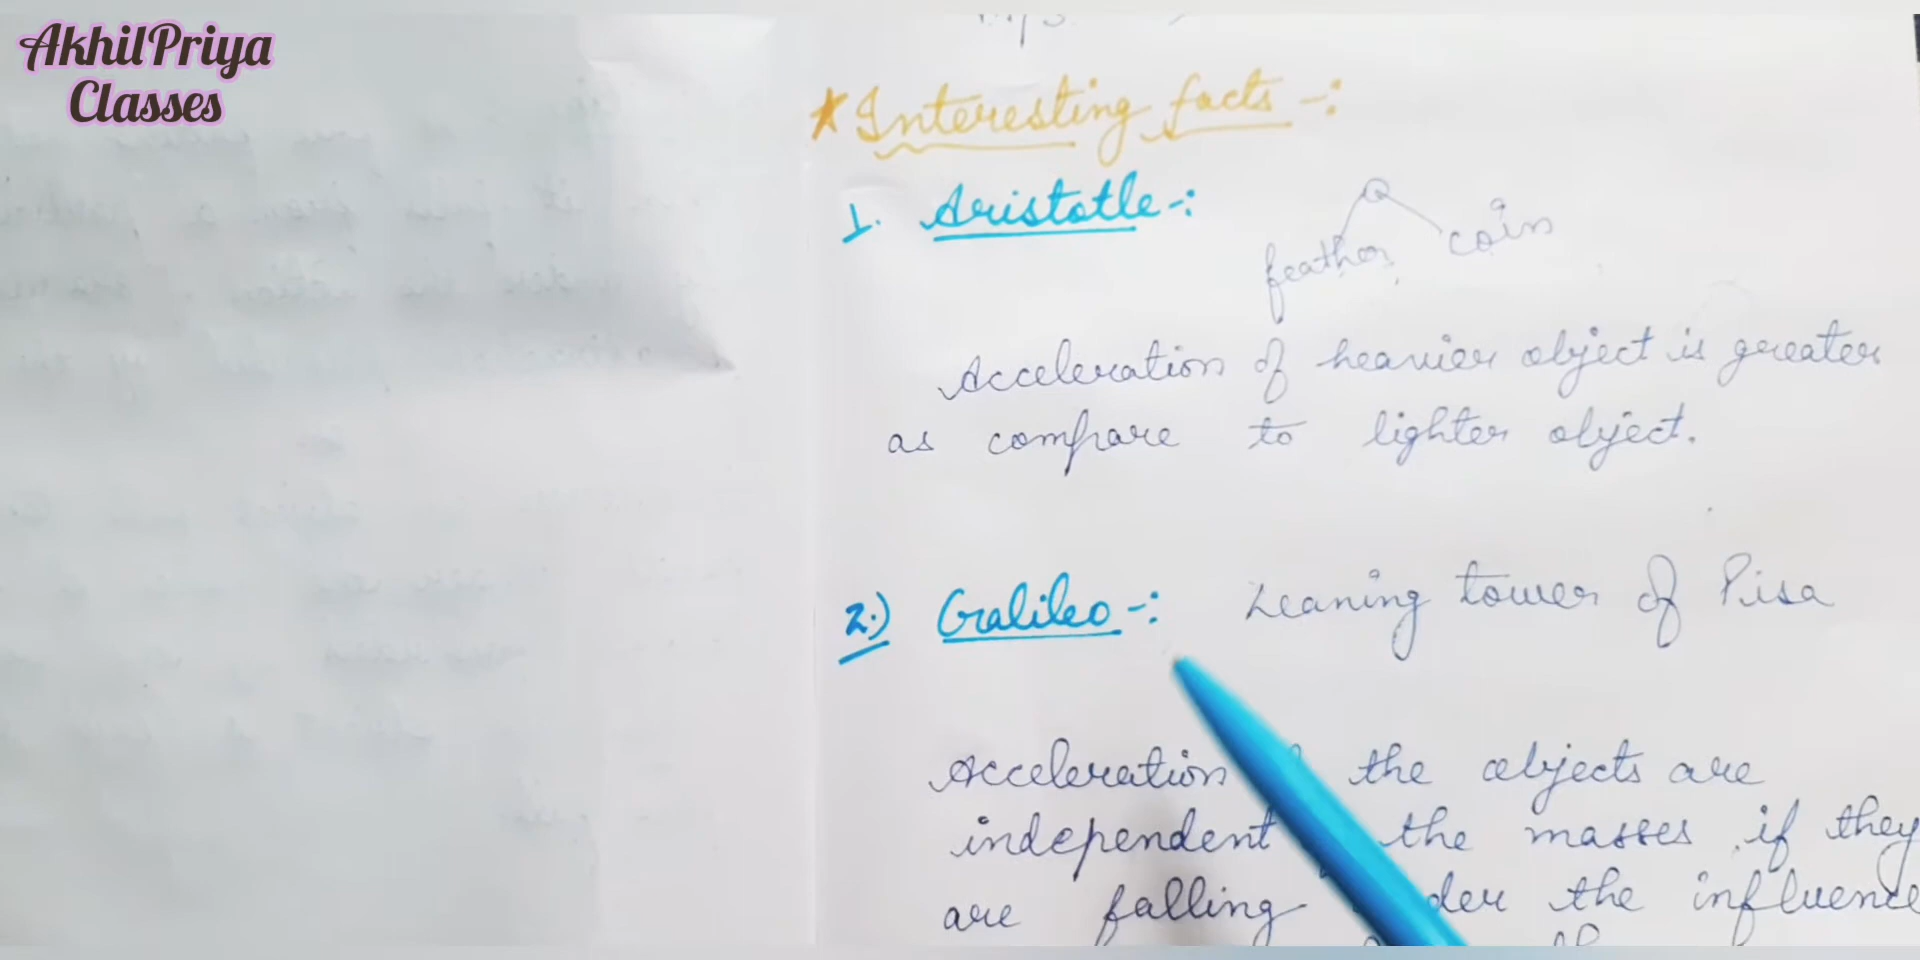 AkhilPriya
Classes
* Interesting facts -:
1. Aristotle -:
feather coin
Acceleration of heavier object is greater
as compare to lighter object.
2.) Galileo -: Leaning tower of Pisa
Acceleration the objects are
independent the masses if they
are falling the influence